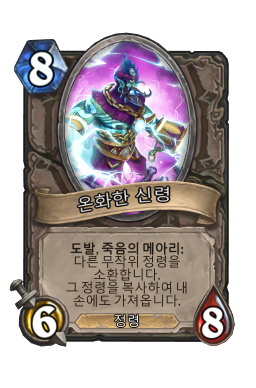 8
온화한 신령
도발, 죽음의 메아리:
다른 무작위 정령을
소환합니다.
그 정령을 복사하여 내
손에도 가져옵니다.
6
정령
8